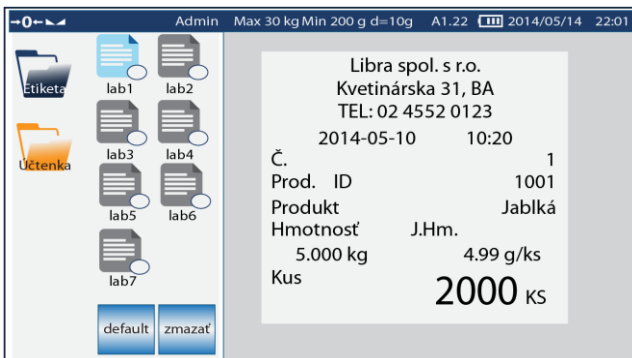 →0← Admin Max 30 kg Min 200 g d=10g A1.22 2014/05/14 22:01
Etiketa
Účtenka
lab1 lab2
lab3 lab4
lab5 lab6
lab7
default zmazať
Libra spol. s r.o.
Kvetinárska 31, BA
TEL: 02 4552 0123
2014-05-10 10:20
Č. 1
Prod. ID 1001
Produkt Jablká
Hmotnosť J.Hm.
5.000 kg 4.99 g/ks
Kus 2000 KS